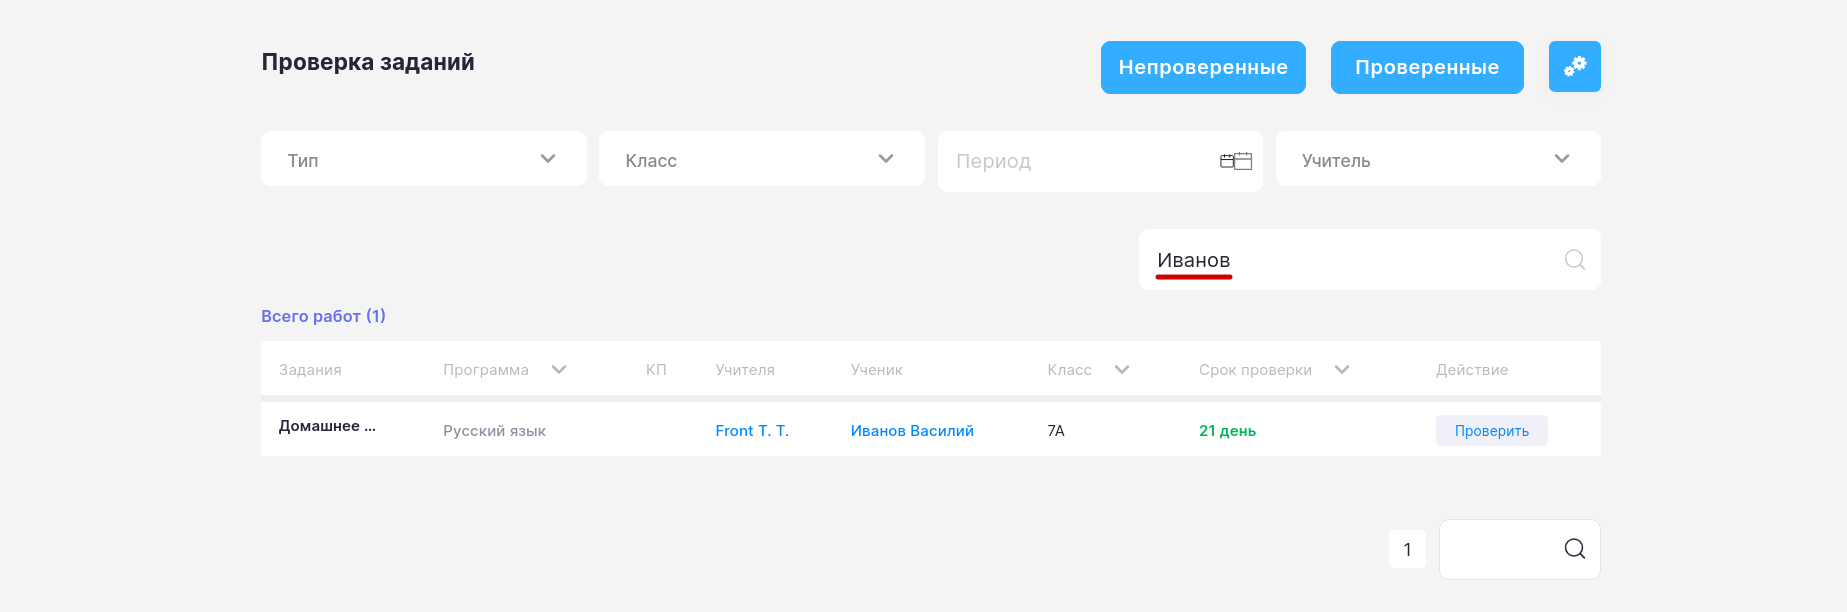 Проверка заданий
Непроверенные
Проверенные
Тип
Класс
Период
Учитель
Иванов
Всего работ (1)
Задания Программа КП Учителя Ученик Класс Срок проверки Действие
Домашнее ... Русский язык Front T. T. Иванов Василий 7А 21 день Проверить
1